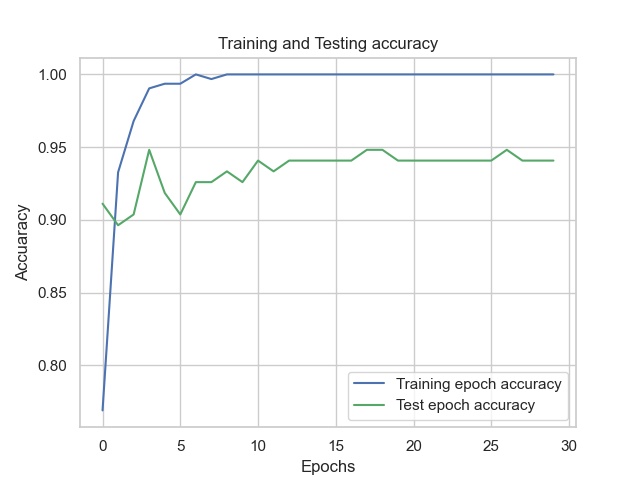 Training and Testing accuracy
1.00
0.95
0.90
0.85
0.80
Accuaracy
0 5 10 15 20 25 30
Epochs
Training epoch accuracy
Test epoch accuracy